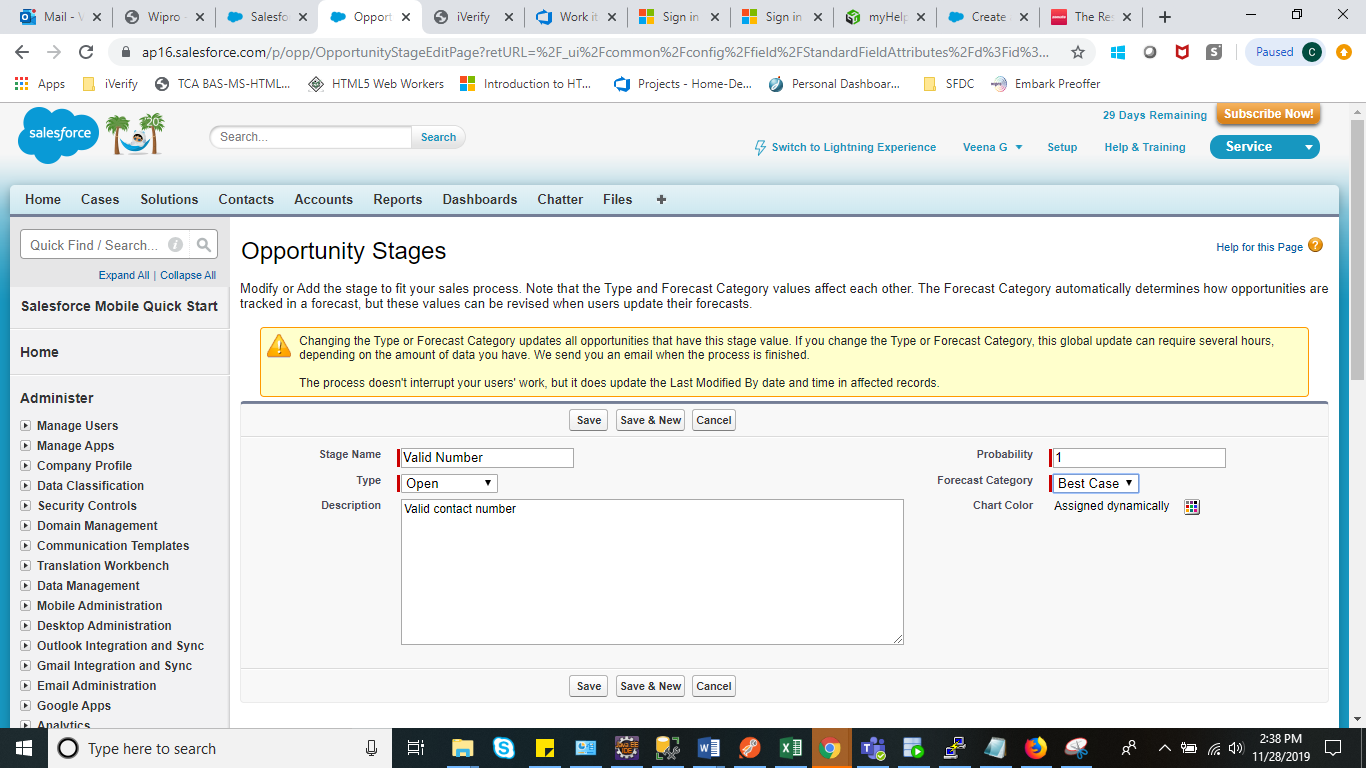 Mail - V
Wipro -
Salesfo
Opport
iVerify
Work it
Sign in
Sign in
myHelp
Create
The Res
ap16.salesforce.com/p/opp/OpportunityStageEditPage?retURL=%2F_ui%2Fcommon%2Fconfig%2Ffield%2FStandardFieldAttributes%2Fd%3Fid%3...
Paused
C
Apps
iVerify
TCA BAS-MS-HTML...
HTML5 Web Workers
Introduction to HT...
Projects - Home-De...
Personal Dashboar...
SFDC
Embark Preoffer
salesforce
20
Search...
Search
29 Days Remaining
Subscribe Now!
Switch to Lightning Experience
Veena G
Setup
Help & Training
Service
Home Cases Solutions Contacts Accounts Reports Dashboards Chatter Files +
Quick Find / Search...
Expand All | Collapse All
Salesforce Mobile Quick Start
Home
Administer
Manage Users
Manage Apps
Company Profile
Data Classification
Security Controls
Domain Management
Communication Templates
Translation Workbench
Data Management
Mobile Administration
Desktop Administration
Outlook Integration and Sync
Gmail Integration and Sync
Email Administration
Google Apps
Analytics
Opportunity Stages
Help for this Page
Modify or Add the stage to fit your sales process. Note that the Type and Forecast Category values affect each other. The Forecast Category automatically determines how opportunities are
tracked in a forecast, but these values can be revised when users update their forecasts.
Changing the Type or Forecast Category updates all opportunities that have this stage value. If you change the Type or Forecast Category, this global update can require several hours,
depending on the amount of data you have. We send you an email when the process is finished.
The process doesn't interrupt your users' work, but it does update the Last Modified By date and time in affected records.
Save Save & New Cancel
Stage Name Valid Number
Probability 1
Type Open
Forecast Category Best Case
Description Valid contact number
Chart Color Assigned dynamically
Save Save & New Cancel
Type here to search
2:38 PM
11/28/2019